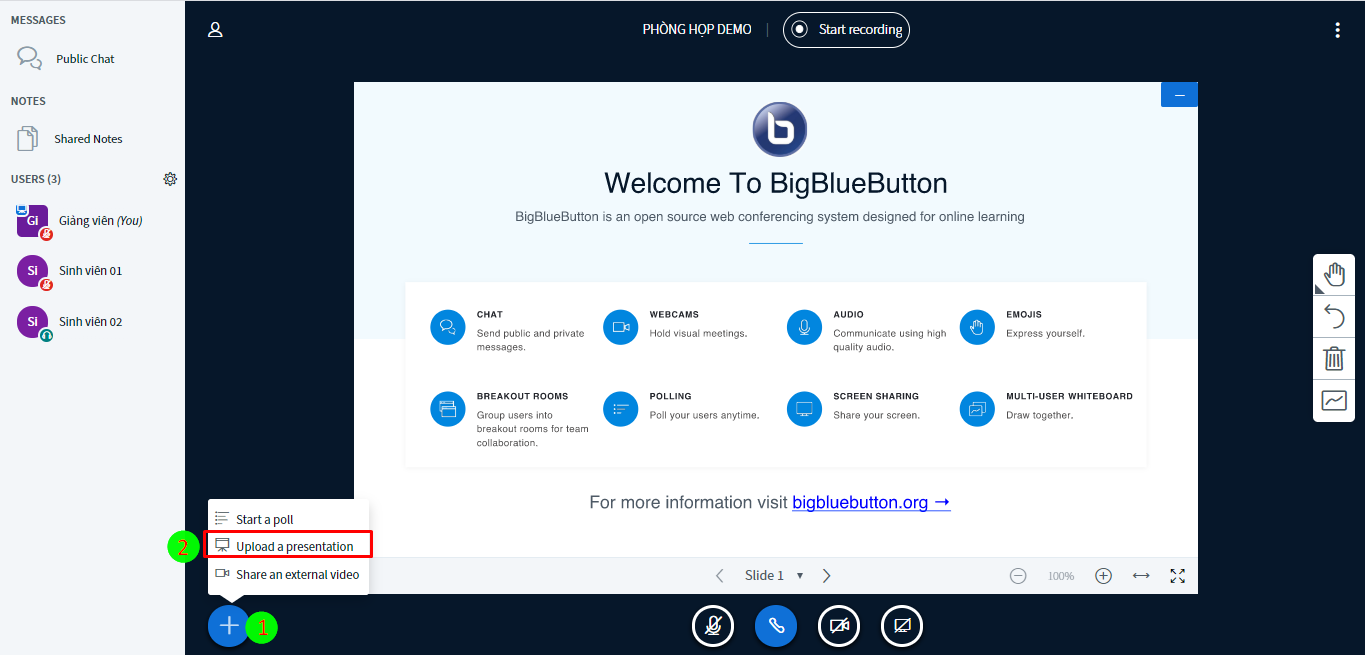 MESSAGES
Public Chat
NOTES
Shared Notes
USERS (3)
Gi
Giảng viên (You)
Si
Sinh viên 01
Si
Sinh viên 02
PHÒNG HỌP DEMO
Start recording
b
Welcome To BigBlueButton
BigBlueButton is an open source web conferencing system designed for online learning
CHAT
Send public and private
messages.
WEBCAMS
Hold visual meetings.
AUDIO
Communicate using high
quality audio.
EMOJIS
Express yourself.
BREAKOUT ROOMS
Group users into
breakout rooms for team
collaboration.
POLLING
Poll your users anytime.
SCREEN SHARING
Share your screen.
MULTI-USER WHITEBOARD
Draw together.
For more information visit bigbluebutton.org →
Start a poll
2
Upload a presentation
Share an external video
1
Slide 1
100%